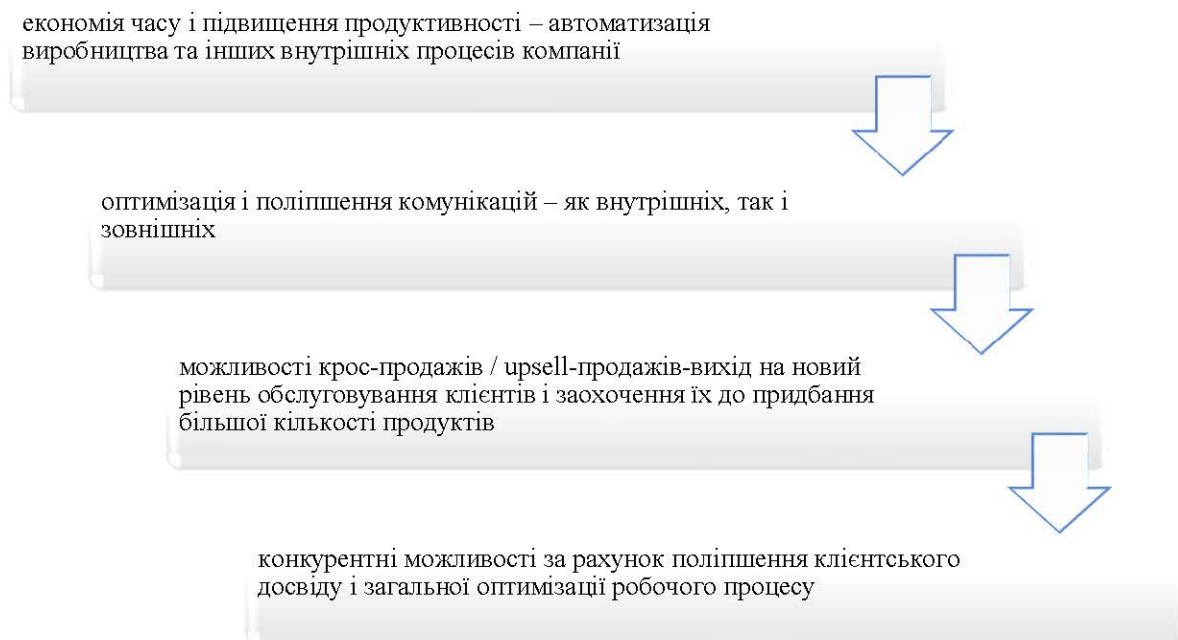 економія часу і підвищення продуктивності – автоматизація
виробництва та інших внутрішніх процесів компанії
оптимізація і поліпшення комунікацій – як внутрішніх, так і
зовнішніх
можливості крос-продажів / upsell-продажів-вихід на новий
рівень обслуговування клієнтів і заохочення їх до придбання
більшої кількості продуктів
конкурентні можливості за рахунок поліпшення клієнтського
досвіду і загальної оптимізації робочого процесу